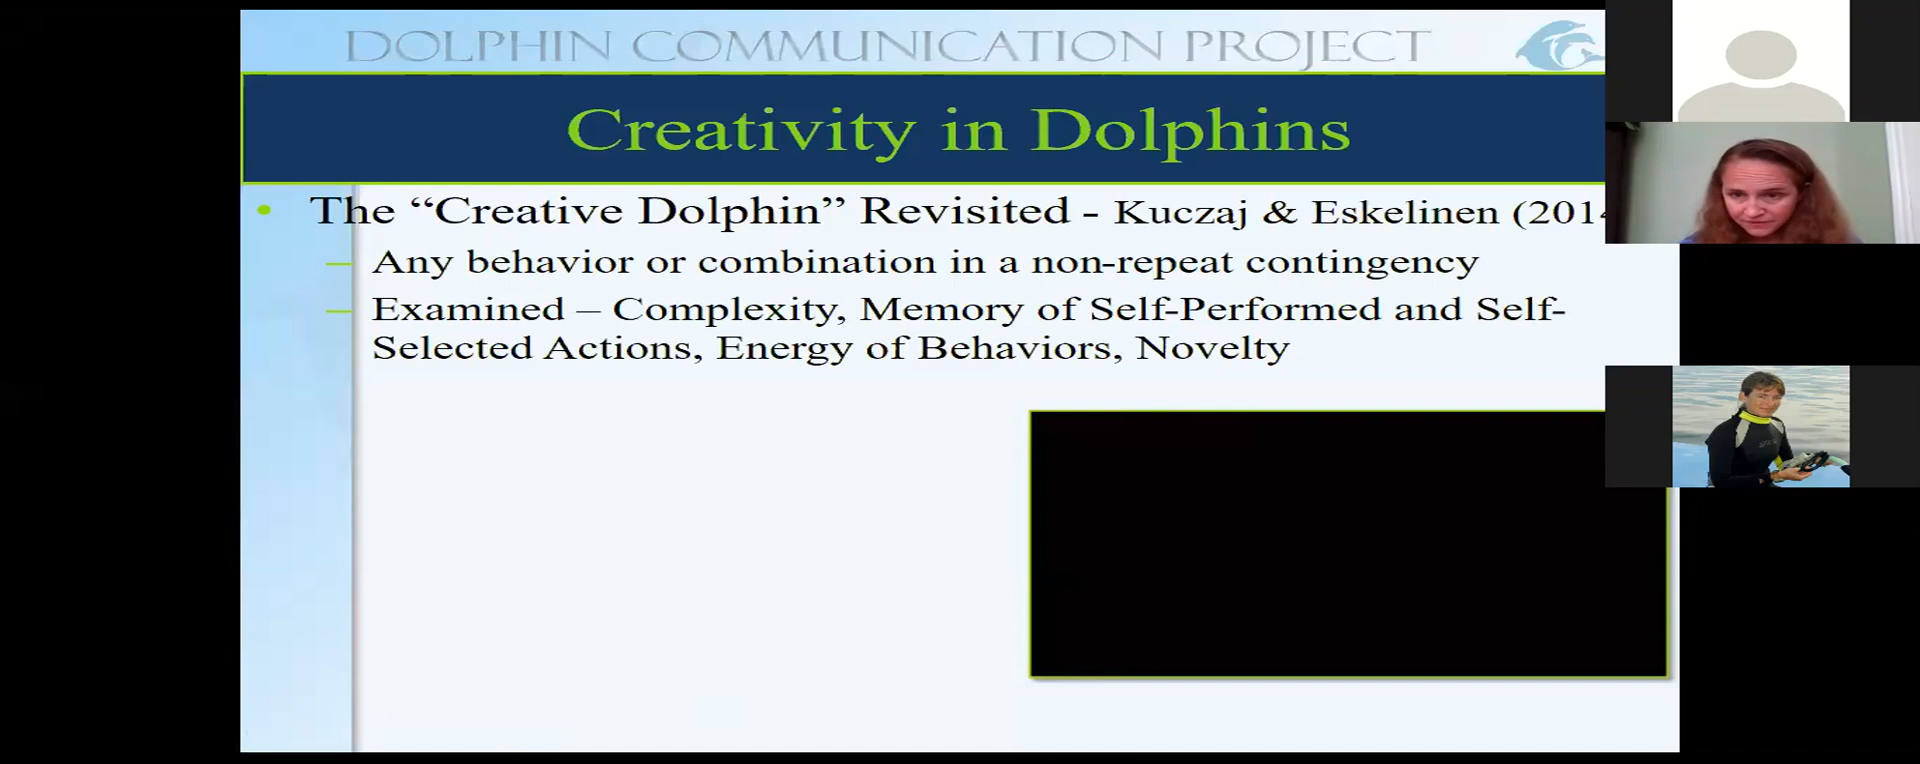 DOLPHIN COMMUNICATION PROJECT
Creativity in Dolphins
• The “Creative Dolphin” Revisited - Kuczaj & Eskelinen (201
– Any behavior or combination in a non-repeat contingency
– Examined – Complexity, Memory of Self-Performed and Self-
Selected Actions, Energy of Behaviors, Novelty